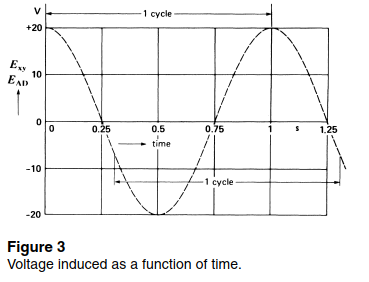 V
1 cycle
+20
E_xy
E_AD
10
0
0 0.25 0.5 0.75 1 s 1.25
time
-10
1 cycle
-20
Figure 3
Voltage induced as a function of time.